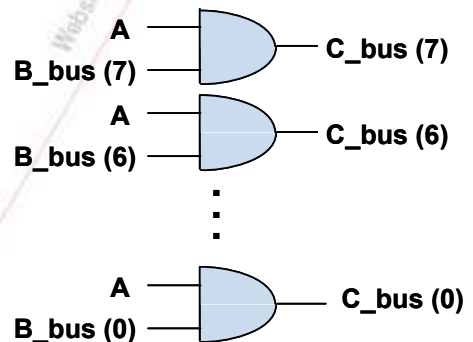 A
C_bus (7)
B_bus (7)
A
C_bus (6)
B_bus (6)
A
C_bus (0)
B_bus (0)